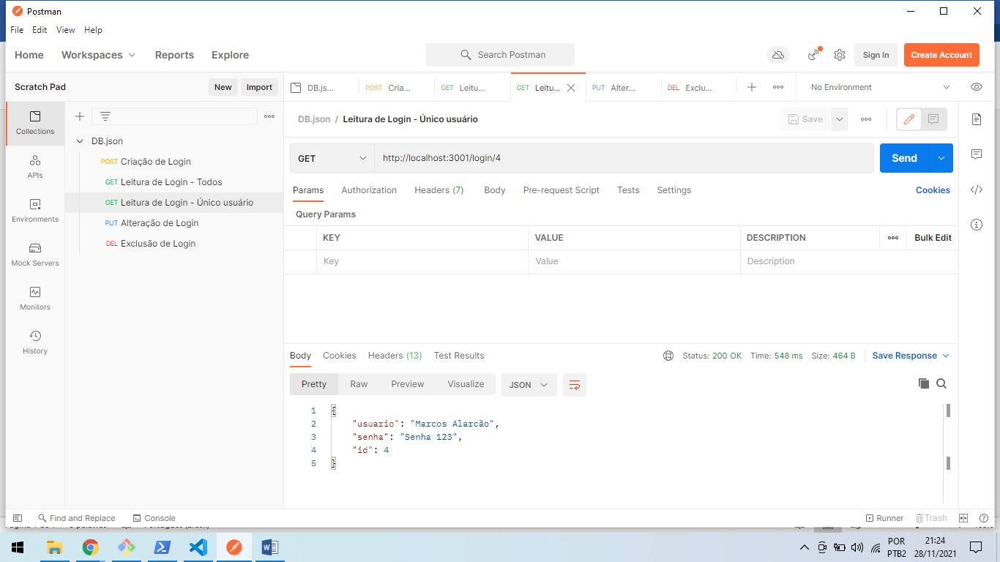 Postman
File Edit View Help
Home Workspaces Reports Explore
Search Postman
Sign In
Create Account
Scratch Pad
New Import
DB.js...
POST Cria...
GET Leitu...
GET Leitu...
PUT Alter...
DEL Exclu...
No Environment
Collections
APIs
Environments
Mock Servers
Monitors
History
DB.json
POST Criação de Login
GET Leitura de Login - Todos
GET Leitura de Login - Único usuário
PUT Alteração de Login
DEL Exclusão de Login
DB.json / Leitura de Login - Único usuário
Save
GET http://localhost:3001/login/4
Send
Params Authorization Headers (7) Body Pre-request Script Tests Settings Cookies
Query Params
KEY VALUE DESCRIPTION Bulk Edit
Key Value Description
Body Cookies Headers (13) Test Results Status: 200 OK Time: 548 ms Size: 464 B Save Response
Pretty Raw Preview Visualize JSON
1 {
2 "usuario": "Marcos Alarcão",
3 "senha": "Senha 123",
4 "id": 4
5 }
Find and Replace Console Runner Trash
POR
PTB2
21:24
28/11/2021